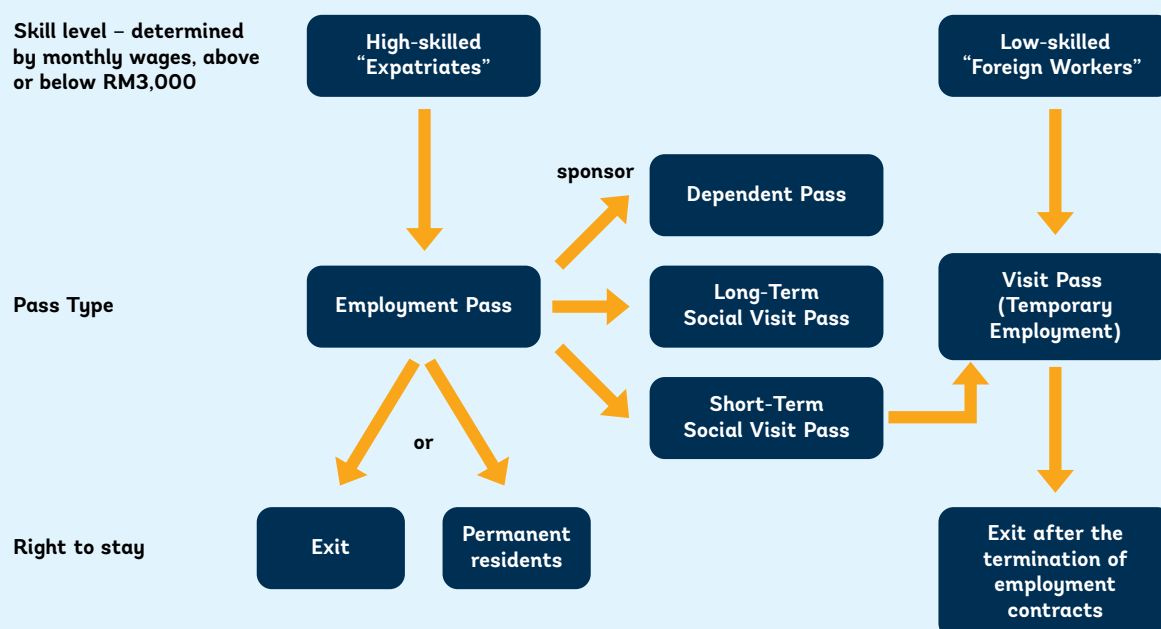 Skill level – determined
by monthly wages, above
or below RM3,000
High-skilled
“Expatriates”
Low-skilled
“Foreign Workers”
sponsor
Dependent Pass
Pass Type
Employment Pass
Long-Term
Social Visit Pass
Visit Pass
(Temporary
Employment)
Short-Term
Social Visit Pass
or
Right to stay
Exit
Permanent
residents
Exit after the
termination of
employment
contracts